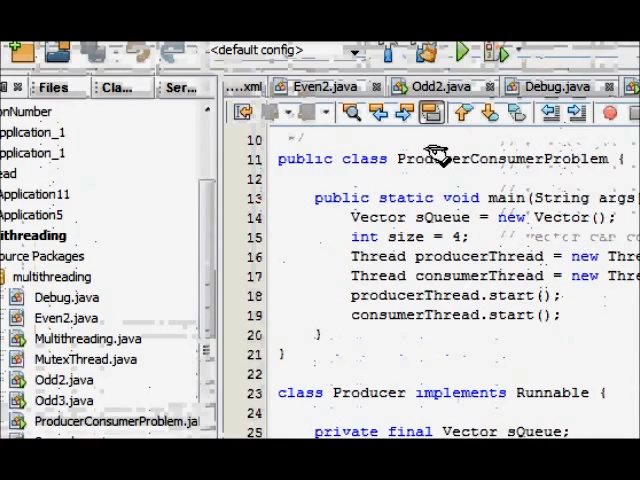 <default config>
Files
Cla...
Ser...
....xml
Even2.java
Odd2.java
Debug.java
onNumber
pplication_1
pplication_1
ead
Application11
Application5
ltithreading
ource Packages
multithreading
Debug.java
Even2.java
Multithreading.java
MutexThread.java
Odd2.java
Odd3.java
ProducerConsumerProblem.ja
10 */
11 public class ProducerConsumerProblem {
12
13 public static void main(String args[
14 Vector sQueue = new Vector();
15 int size = 4; // vector car co
16 Thread producerThread = new Thre
17 Thread consumerThread = new Thre
18 producerThread.start();
19 consumerThread.start();
20 }
21 }
22
23 class Producer implements Runnable {
24
25 private final Vector sQueue;